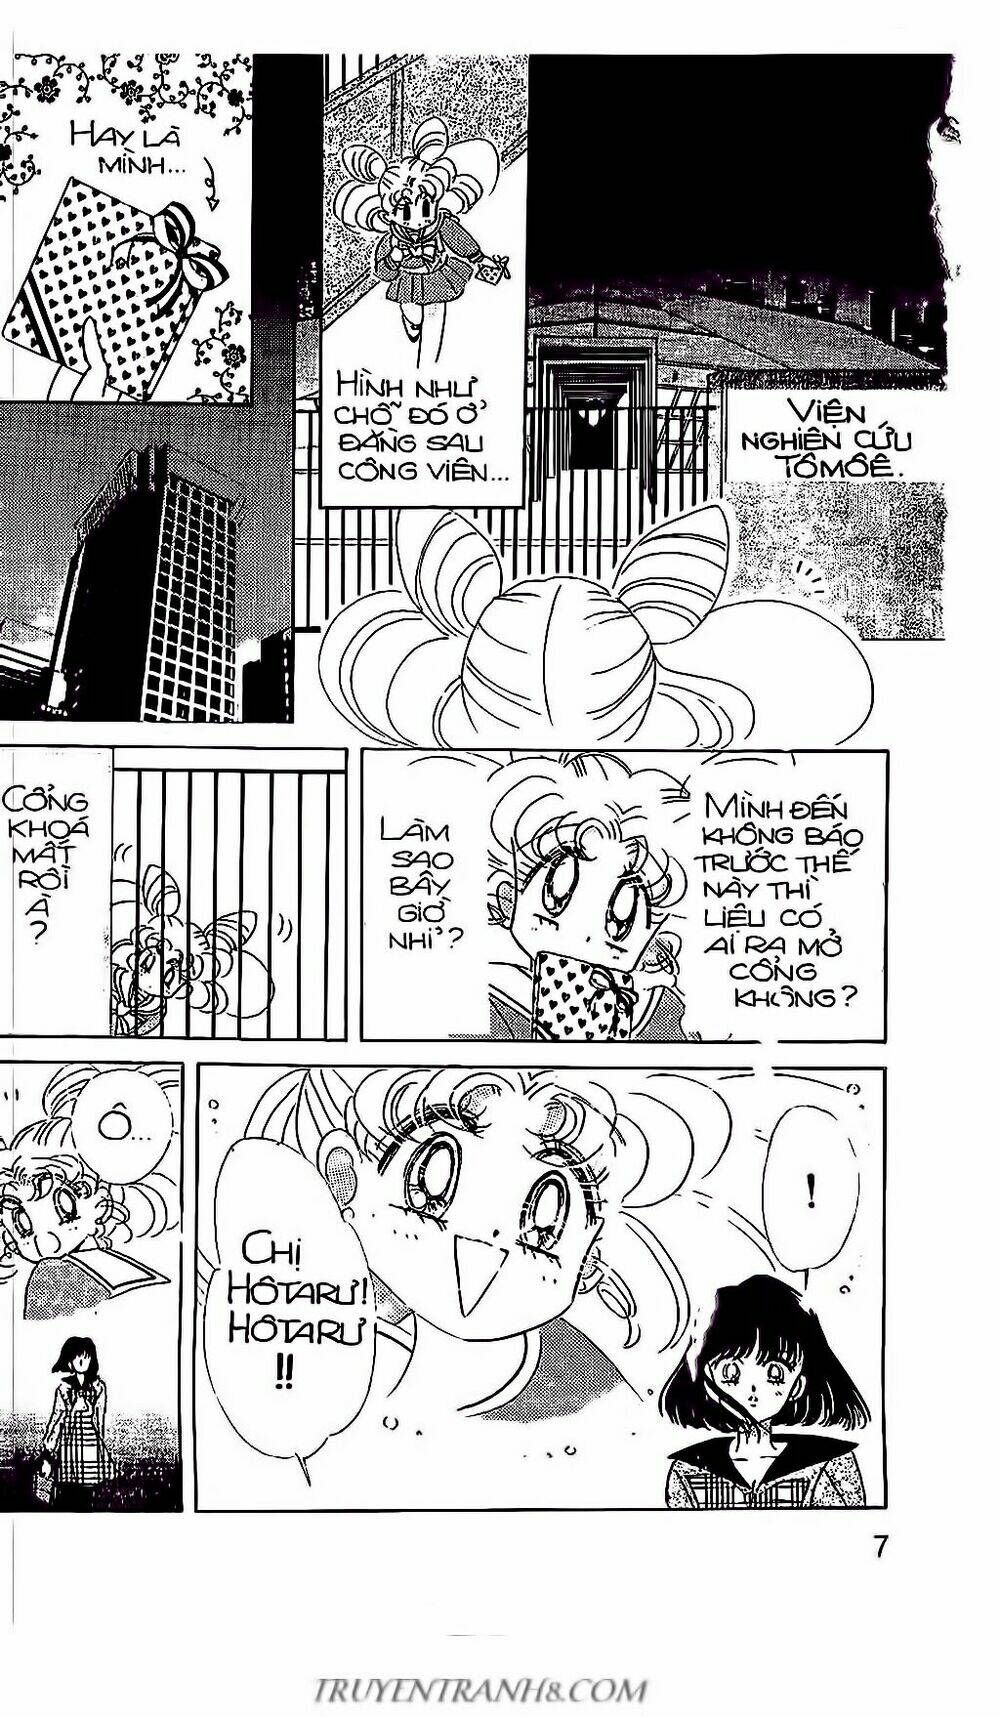 HAY LÀ
MÌNH...
HÌNH NHƯ
CHỖ ĐÓ Ở
ĐẰNG SAU
CÔNG VIÊN...
VIỆN
NGHIÊN CỨU
TÔMÔÊ.
CỔNG
KHOÁ
MẤT
RỒI
À
?
LÀM
SAO
BÂY
GIỜ
NHỈ?
MÌNH ĐẾN
KHÔNG BÁO
TRƯỚC THẾ
NÀY THÌ
LIỆU CÓ
AI RA MỞ
CỔNG
KHÔNG?
Ô...
CHỊ
HÔTARƯ!
HÔTARƯ
!!
!
7
TRUYENTRANH8.COM